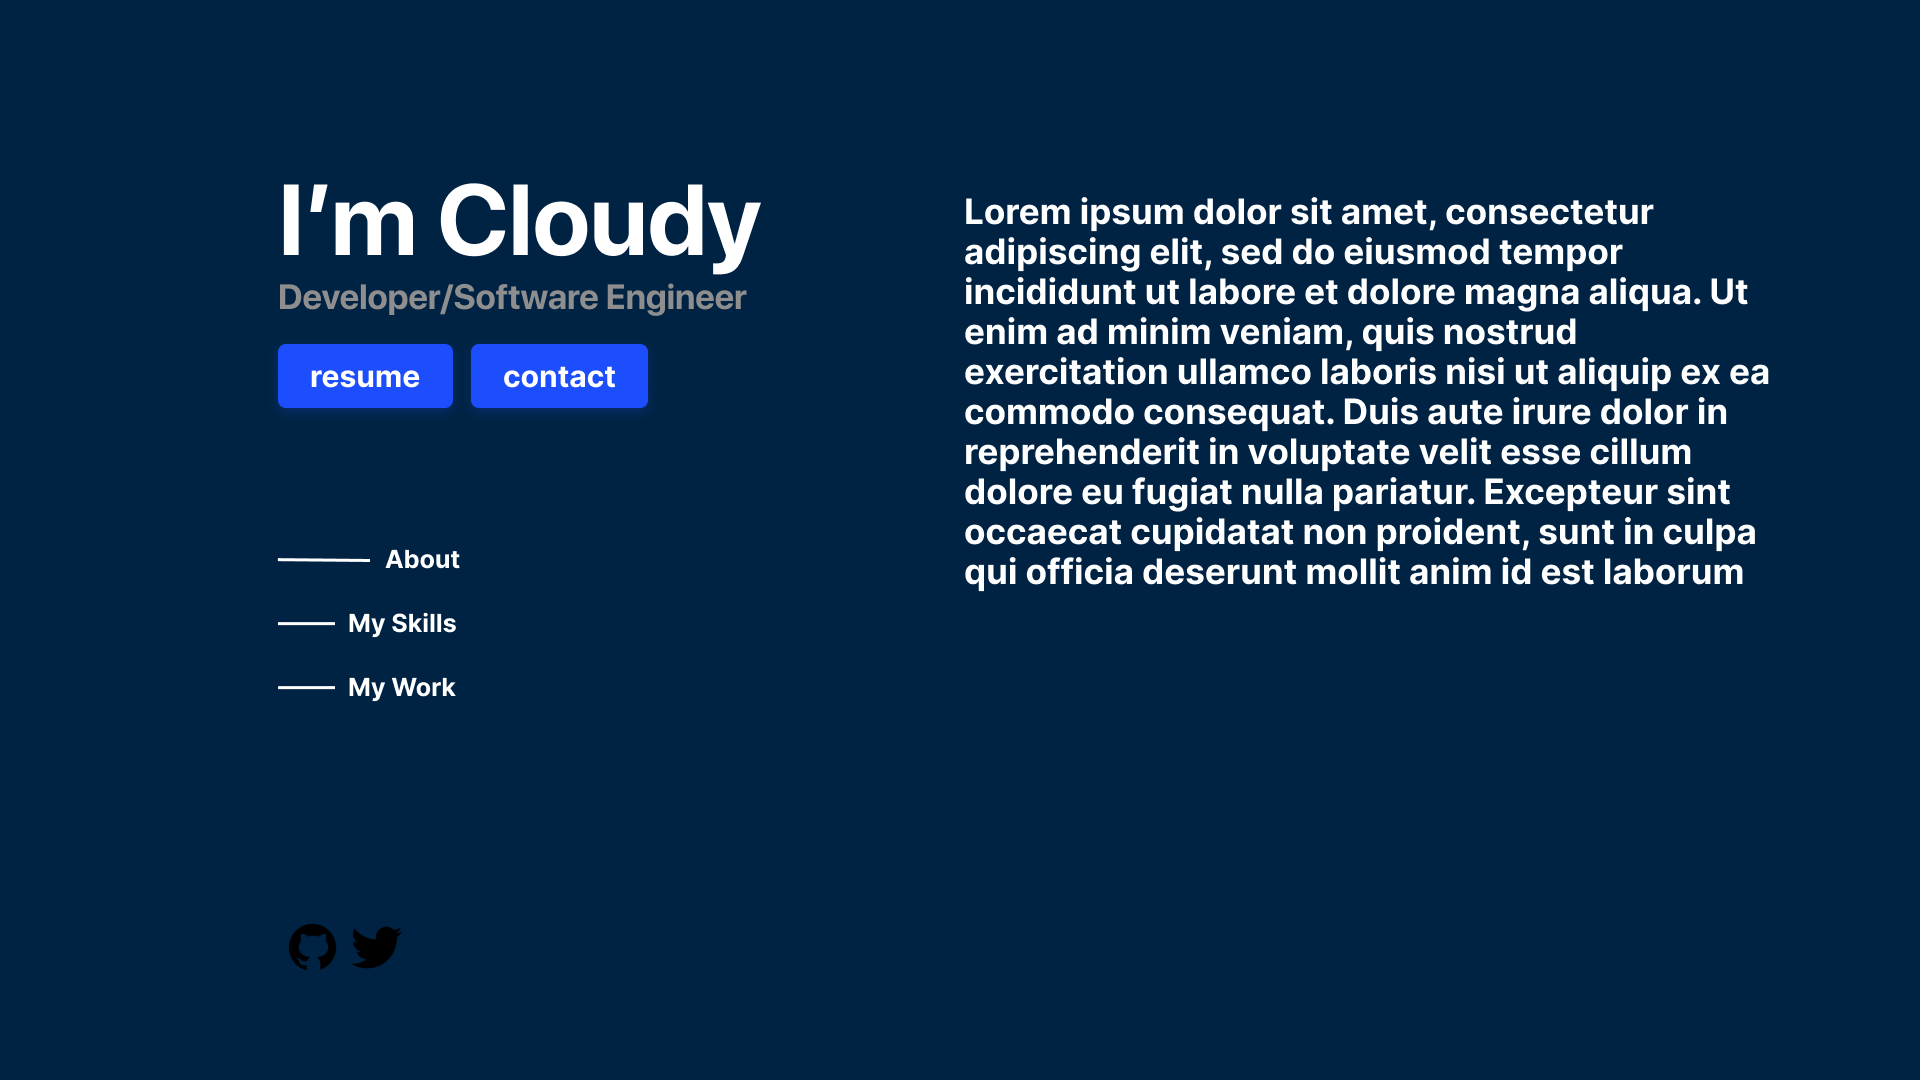 I’m Cloudy
Developer/Software Engineer
resume
contact
About
My Skills
My Work
Lorem ipsum dolor sit amet, consectetur
adipiscing elit, sed do eiusmod tempor
incididunt ut labore et dolore magna aliqua. Ut
enim ad minim veniam, quis nostrud
exercitation ullamco laboris nisi ut aliquip ex ea
commodo consequat. Duis aute irure dolor in
reprehenderit in voluptate velit esse cillum
dolore eu fugiat nulla pariatur. Excepteur sint
occaecat cupidatat non proident, sunt in culpa
qui officia deserunt mollit anim id est laborum